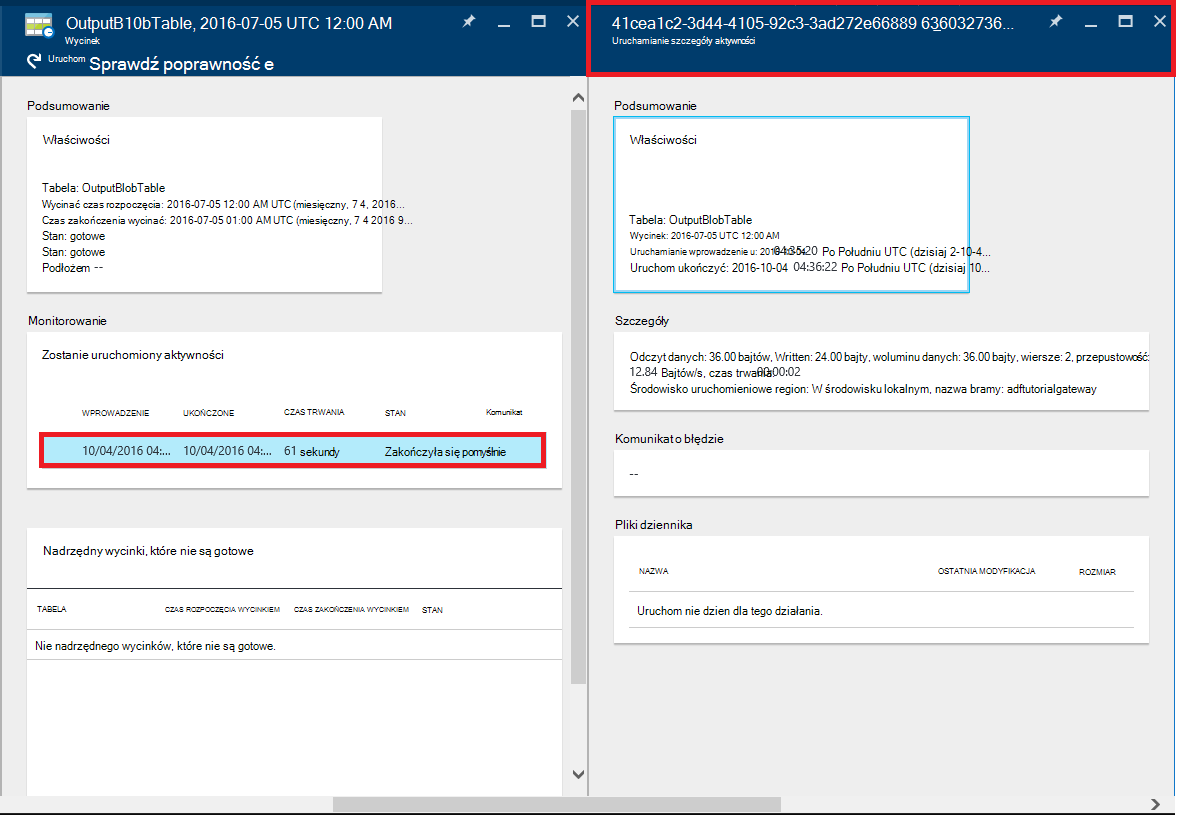 OutputB10bTable, 2016-07-05 UTC 12:00 AM
Wycinek
Uruchom Sprawdź poprawność e
Podsumowanie
Właściwości
Tabela: OutputBlobTable
Wycinać czas rozpoczęcia: 2016-07-05 12:00 AM UTC (miesięczny, 7 4, 2016...
Czas zakończenia wycinać: 2016-07-05 01:00 AM UTC (miesięczny, 7 4 2016 9...
Stan: gotowe
Stan: gotowe
Podłożem --
Monitorowanie
Zostanie uruchomiony aktywności
WPROWADZENIE UKOŃCZONE CZAS TRWANIA STAN Komunikat
10/04/2016 04:... 10/04/2016 04:... 61 sekundy Zakończyła się pomyślnie
Nadrzędny wycinki, które nie są gotowe
TABELA CZAS ROZPOCZĘCIA WYCINKIEM CZAS ZAKOŃCZENIA WYCINKIEM STAN
Nie nadrzędnego wycinków, które nie są gotowe.
41cea1c2-3d44-4105-92c3-3ad272e66889 636032736...
Uruchamianie szczegóły aktywności
Podsumowanie
Właściwości
Tabela: OutputBlobTable
Wycinek: 2016-07-05 UTC 12:00 AM
Uruchamianie wprowadzenie u: 2016-10-04 04:35:20 Po Południu UTC (dzisiaj 2-10-4...
Uruchom ukończyć: 2016-10-04 04:36:22 Po Południu UTC (dzisiaj 10...
Szczegóły
Odczyt danych: 36.00 bajtów, Written: 24.00 bajty, woluminu danych: 36.00 bajty, wiersze: 2, przepustowość:
12.84 Bajtów/s, czas trwania: 00:00:02
Środowisko uruchomieniowe region: W środowisku lokalnym, nazwa bramy: adftutorialgateway
Komunikat o błędzie
--
Pliki dziennika
NAZWA OSTATNIA MODYFIKACJA ROZMIAR
Uruchom nie dzien dla tego działania.